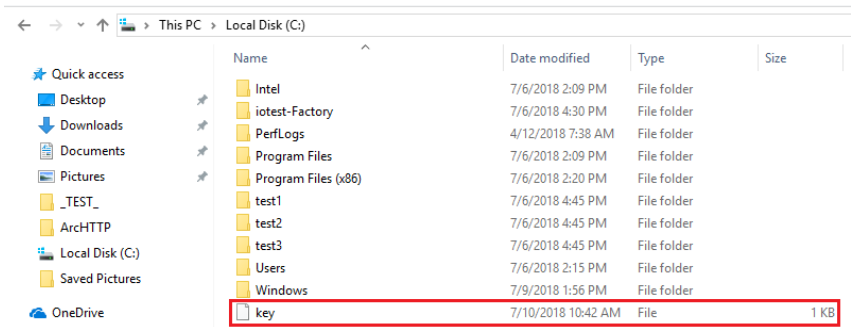 This PC Local Disk (C:)
Name Date modified Type Size
Quick access
Desktop
Downloads
Documents
Pictures
_TEST_
ArcHTTP
Local Disk (C:)
Saved Pictures
OneDrive
Intel 7/6/2018 2:09 PM File folder
iotest-Factory 7/6/2018 4:30 PM File folder
PerfLogs 4/12/2018 7:38 AM File folder
Program Files 7/6/2018 2:09 PM File folder
Program Files (x86) 7/6/2018 2:20 PM File folder
test1 7/6/2018 4:45 PM File folder
test2 7/6/2018 4:45 PM File folder
test3 7/6/2018 4:45 PM File folder
Users 7/6/2018 2:15 PM File folder
Windows 7/9/2018 1:56 PM File folder
key 7/10/2018 10:42 AM File 1 KB